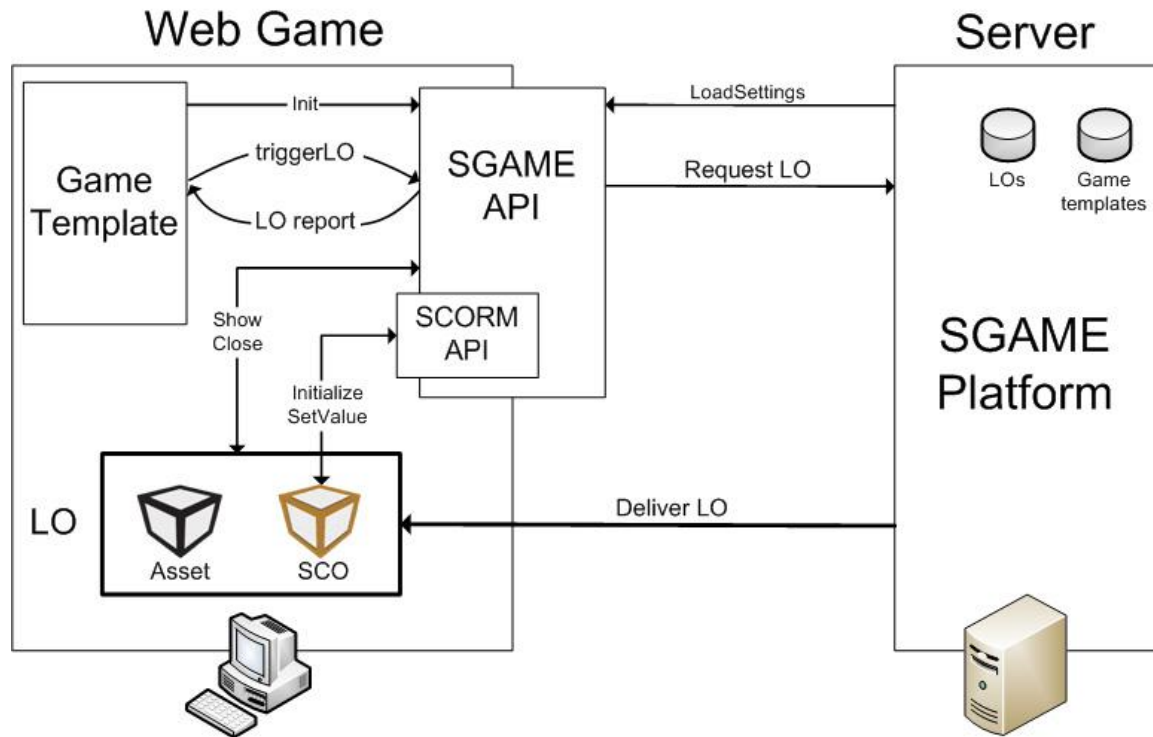 Web Game
Server
Game
Template
Init
triggerLO
LO report
SGAME
API
LoadSettings
Request LO
LOs
Game
templates
Show
Close
SCORM
API
Initialize
SetValue
SGAME
Platform
LO
Asset
SCO
Deliver LO